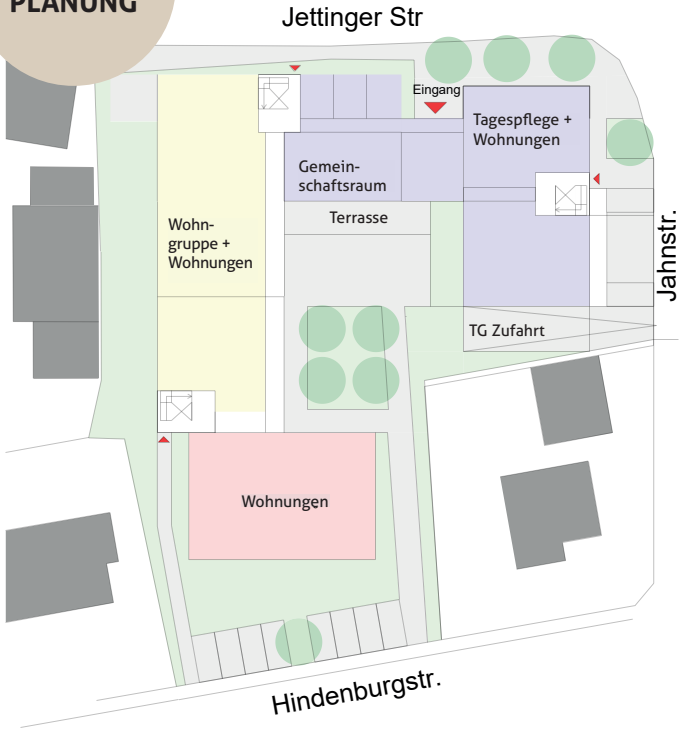 PLANUNG
Jettinger Str
Eingang
Tagespflege +
Wohnungen
Gemein-
schaftsraum
Terrasse
Wohn-
gruppe +
Wohnungen
Jahnstr.
TG Zufahrt
Wohnungen
Hindenburgstr.